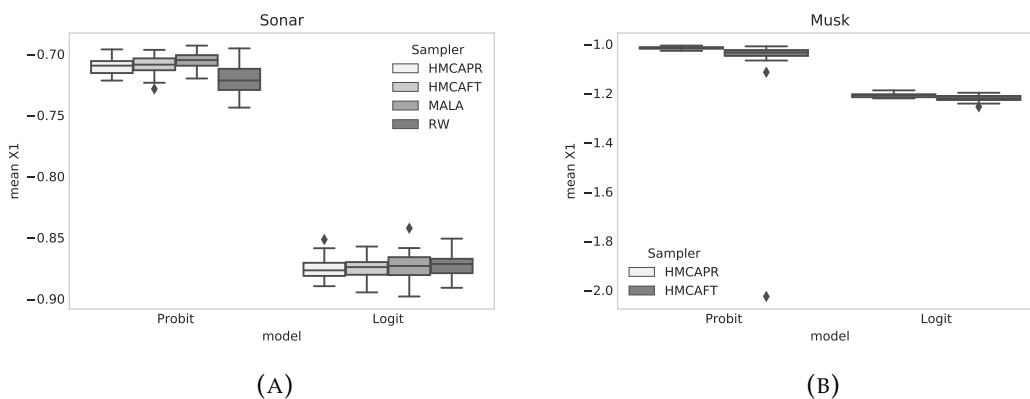 Sonar
−0.70
−0.75
−0.80
−0.85
−0.90
mean X1
Sampler
HMCAPR
HMCAFT
MALA
RW
Probit
Logit
model
(A)
Musk
−1.0
−1.2
−1.4
−1.6
−1.8
−2.0
mean X1
Sampler
HMCAPR
HMCAFT
Probit
Logit
model
(B)